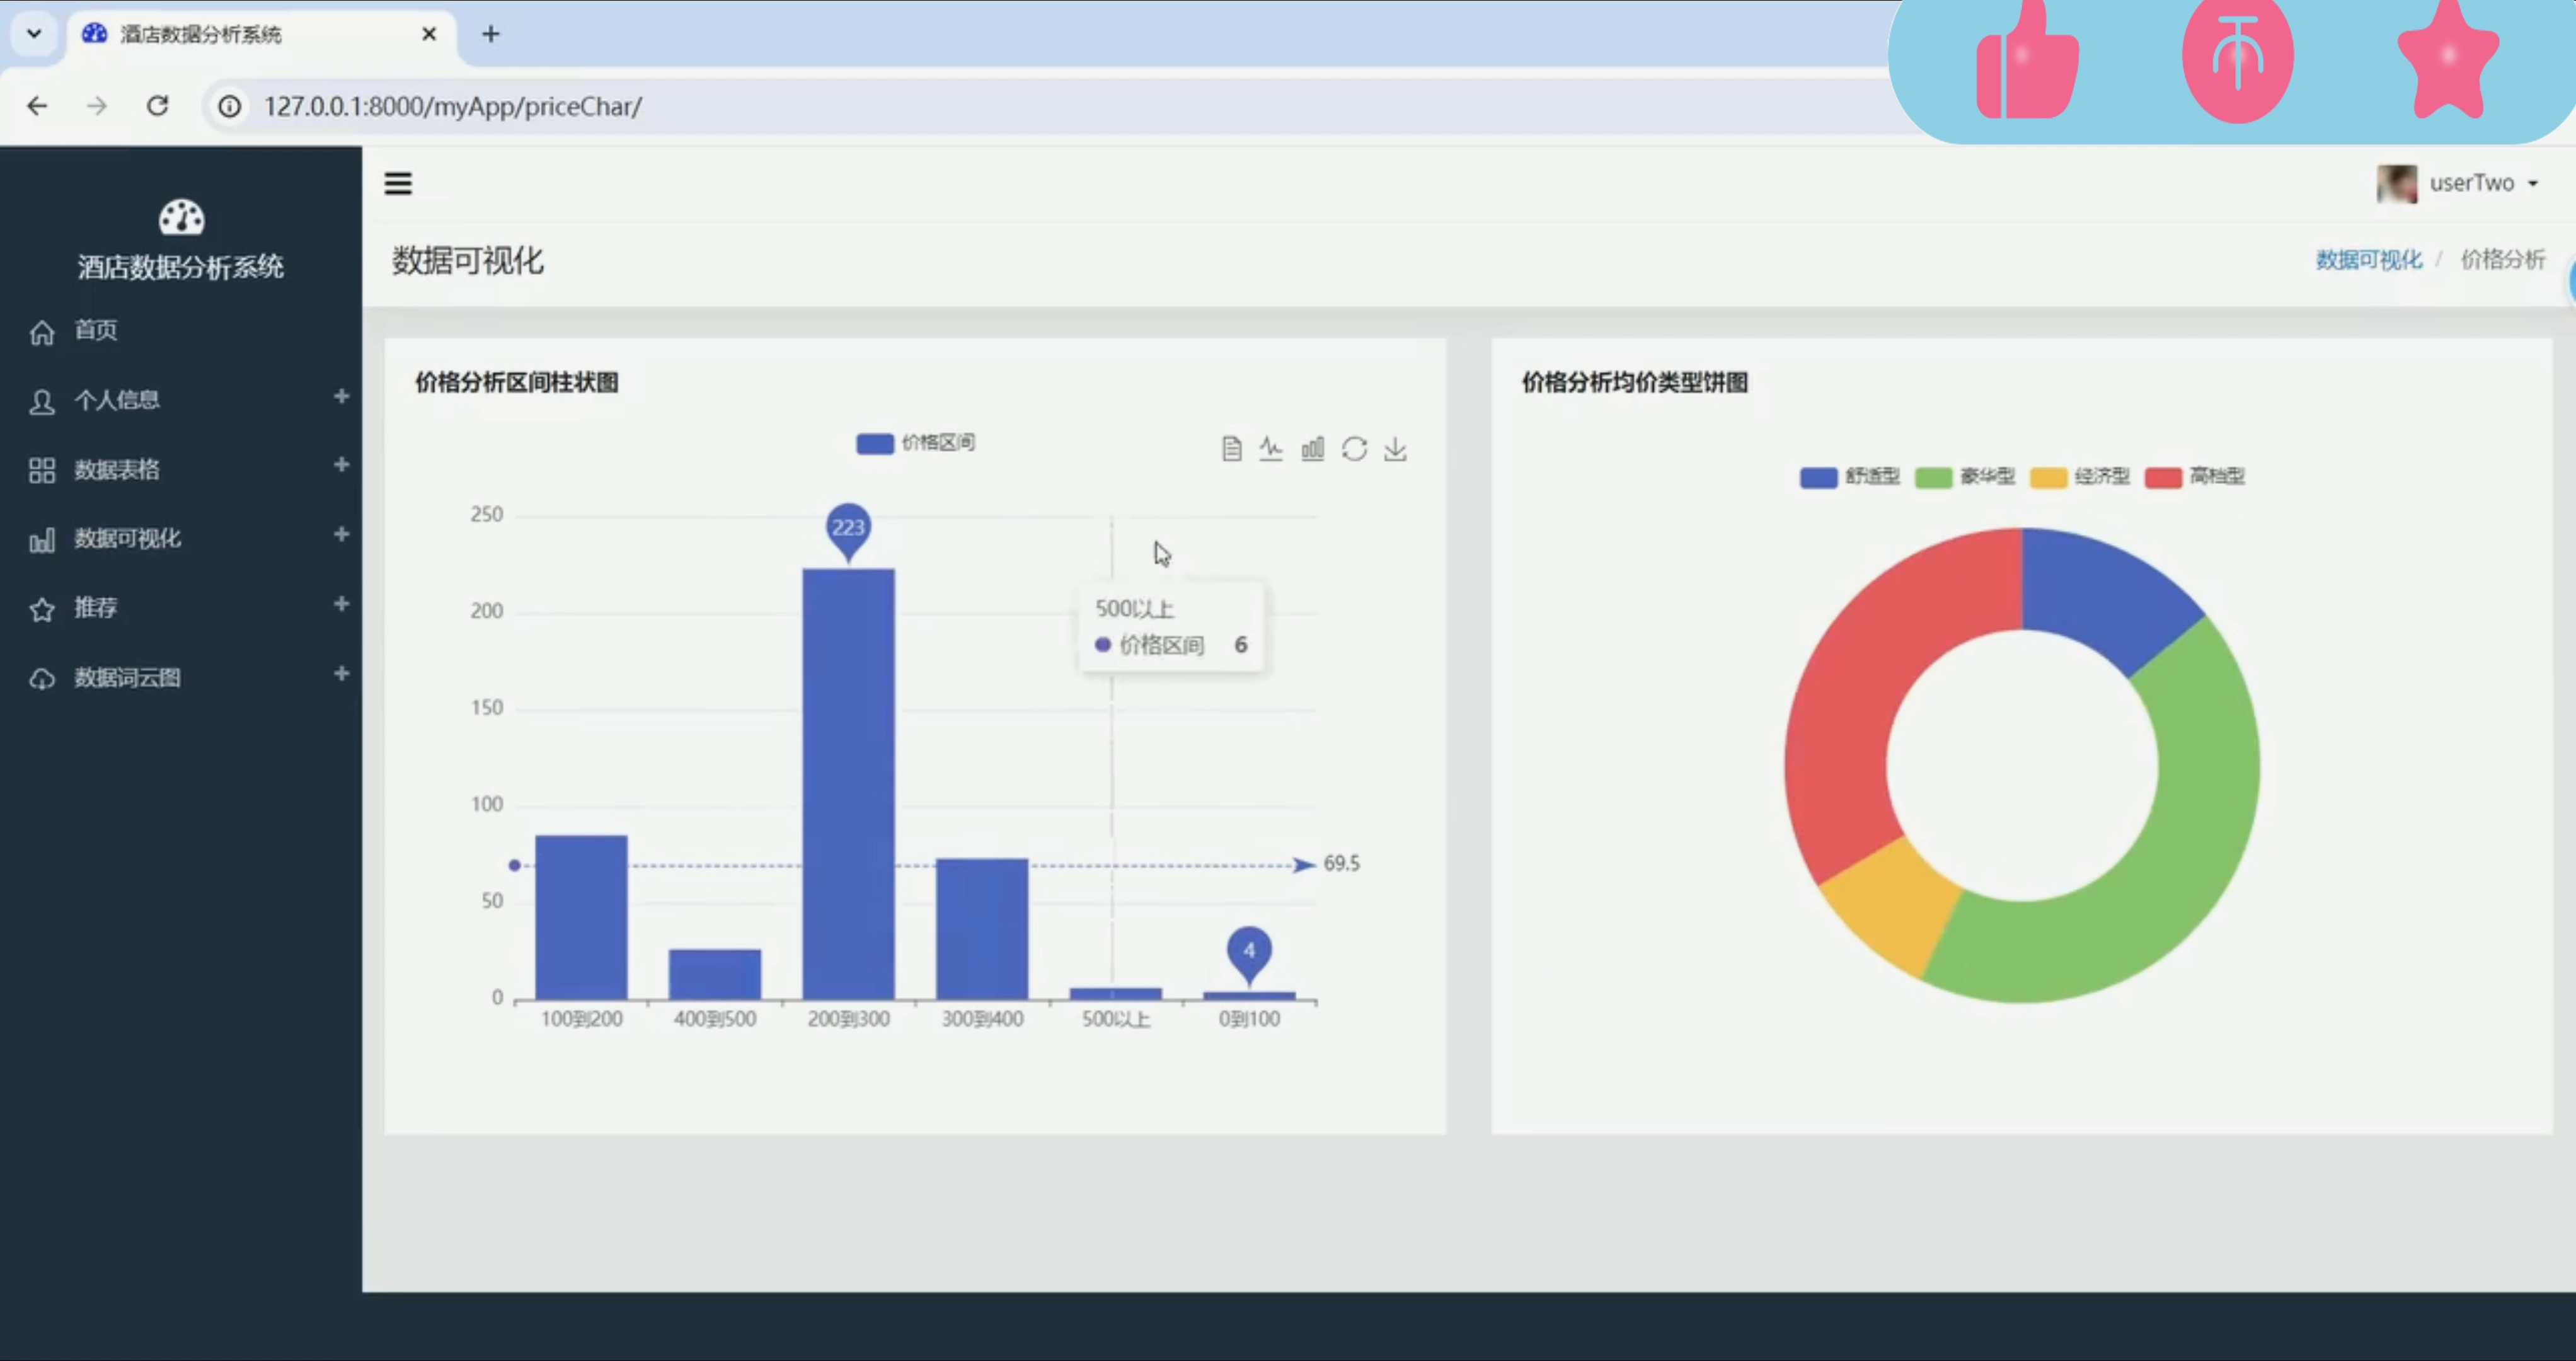 酒店数据分析系统
127.0.0.1:8000/myApp/priceChar/
userTwo
酒店数据分析系统
首页
个人信息
数据表格
数据可视化
推荐
数据词云图
数据可视化
数据可视化 / 价格分析
价格分析区间柱状图
价格区间
250
200
150
100
50
0
223
500以上
价格区间 6
69.5
4
100到200
400到500
200到300
300到400
500以上
0到100
价格分析均价类型饼图
舒适型
豪华型
经济型
高档型